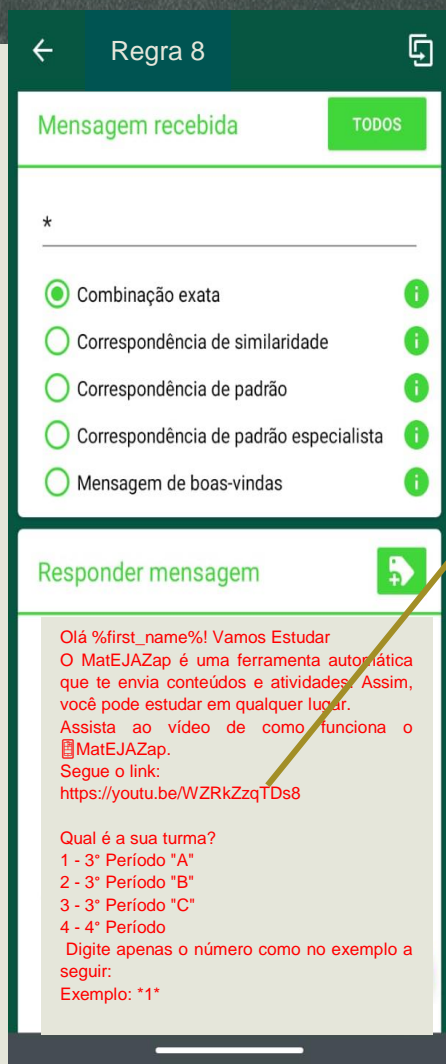 Regra 8
Mensagem recebida
TODOS
*
Combinação exata
Correspondência de similaridade
Correspondência de padrão
Correspondência de padrão especialista
Mensagem de boas-vindas
Responder mensagem
Olá %first_name%! Vamos Estudar
O MatEJAZap é uma ferramenta automática
que te envia conteúdos e atividades. Assim,
você pode estudar em qualquer lugar.
Assista ao vídeo de como funciona o
📱MatEJAZap.
Segue o link:
https://youtu.be/WZRkZzqTDs8
Qual é a sua turma?
1 - 3° Período "A"
2 - 3° Período "B"
3 - 3° Período "C"
4 - 4° Período
Digite apenas o número como no exemplo a
seguir:
Exemplo: *1*